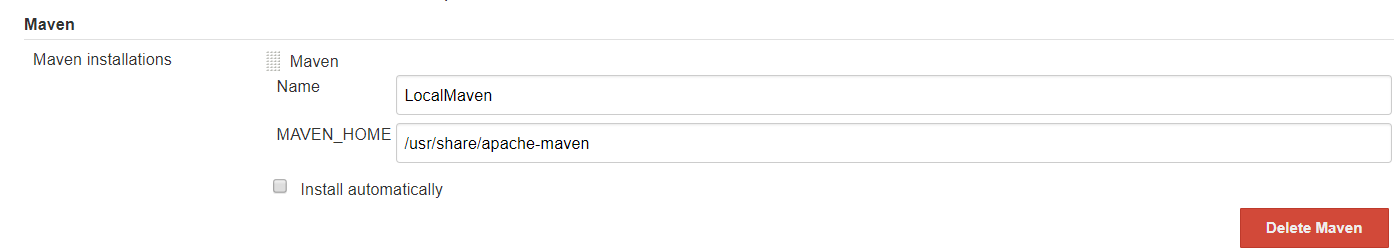 Maven
Maven installations
Maven
Name
LocalMaven
MAVEN_HOME
/usr/share/apache-maven
Install automatically
Delete Maven